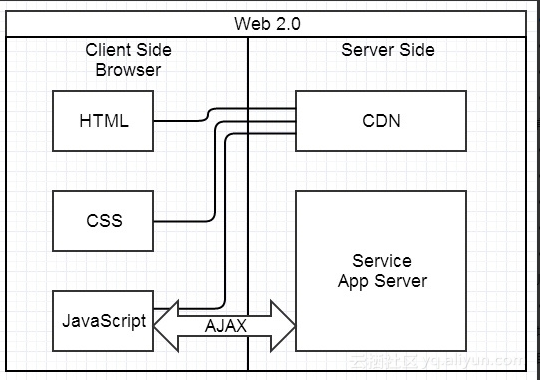 Web 2.0
Client Side
Browser
Server Side
HTML
CDN
CSS
Service
App Server
JavaScript
AJAX
云栖社区 yq.aliyun.com